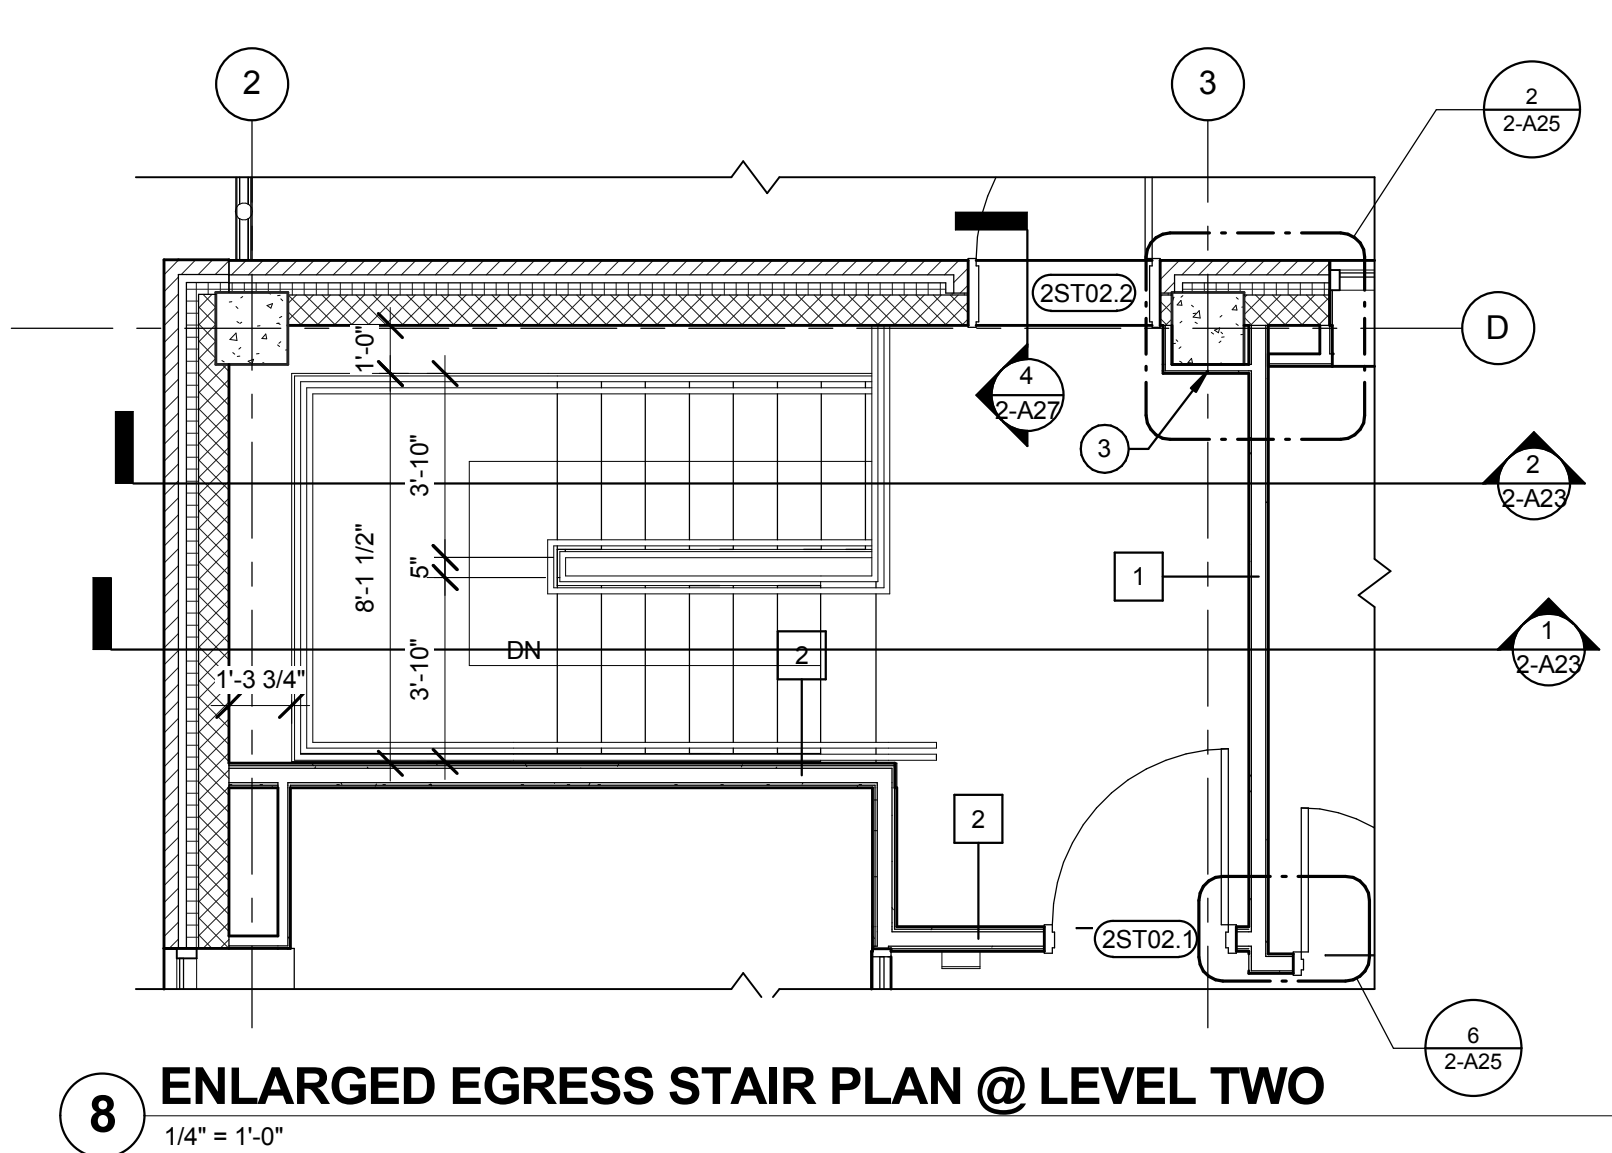 2
3
2
2-A25
2ST02.2
D
1'-0"
4
2-A27
3
3'-10"
2
2-A23
8'-1 1/2"
5"
1
1
2-A23
DN
2
3'-10"
1'-3 3/4"
2
2ST02.1
6
2-A25
8
ENLARGED EGRESS STAIR PLAN @ LEVEL TWO
1/4" = 1'-0"